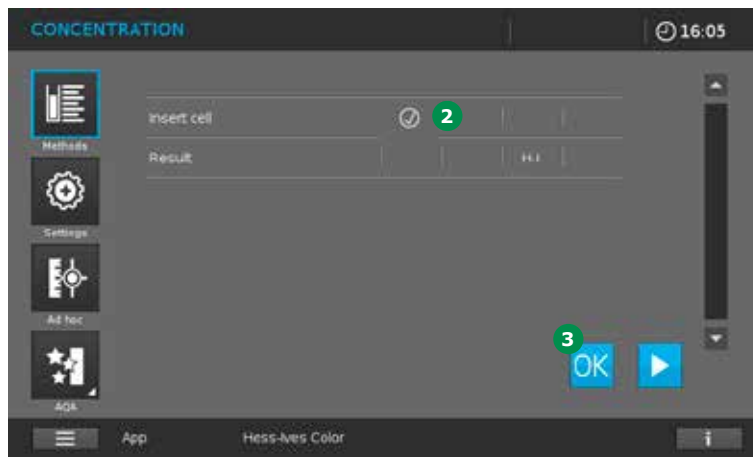 CONCENTRATION 16:05
Insert cell 2
Methods
Result H.I
Settings
Ad hoc
3
OK
AQA
App Hess-Ives Color i